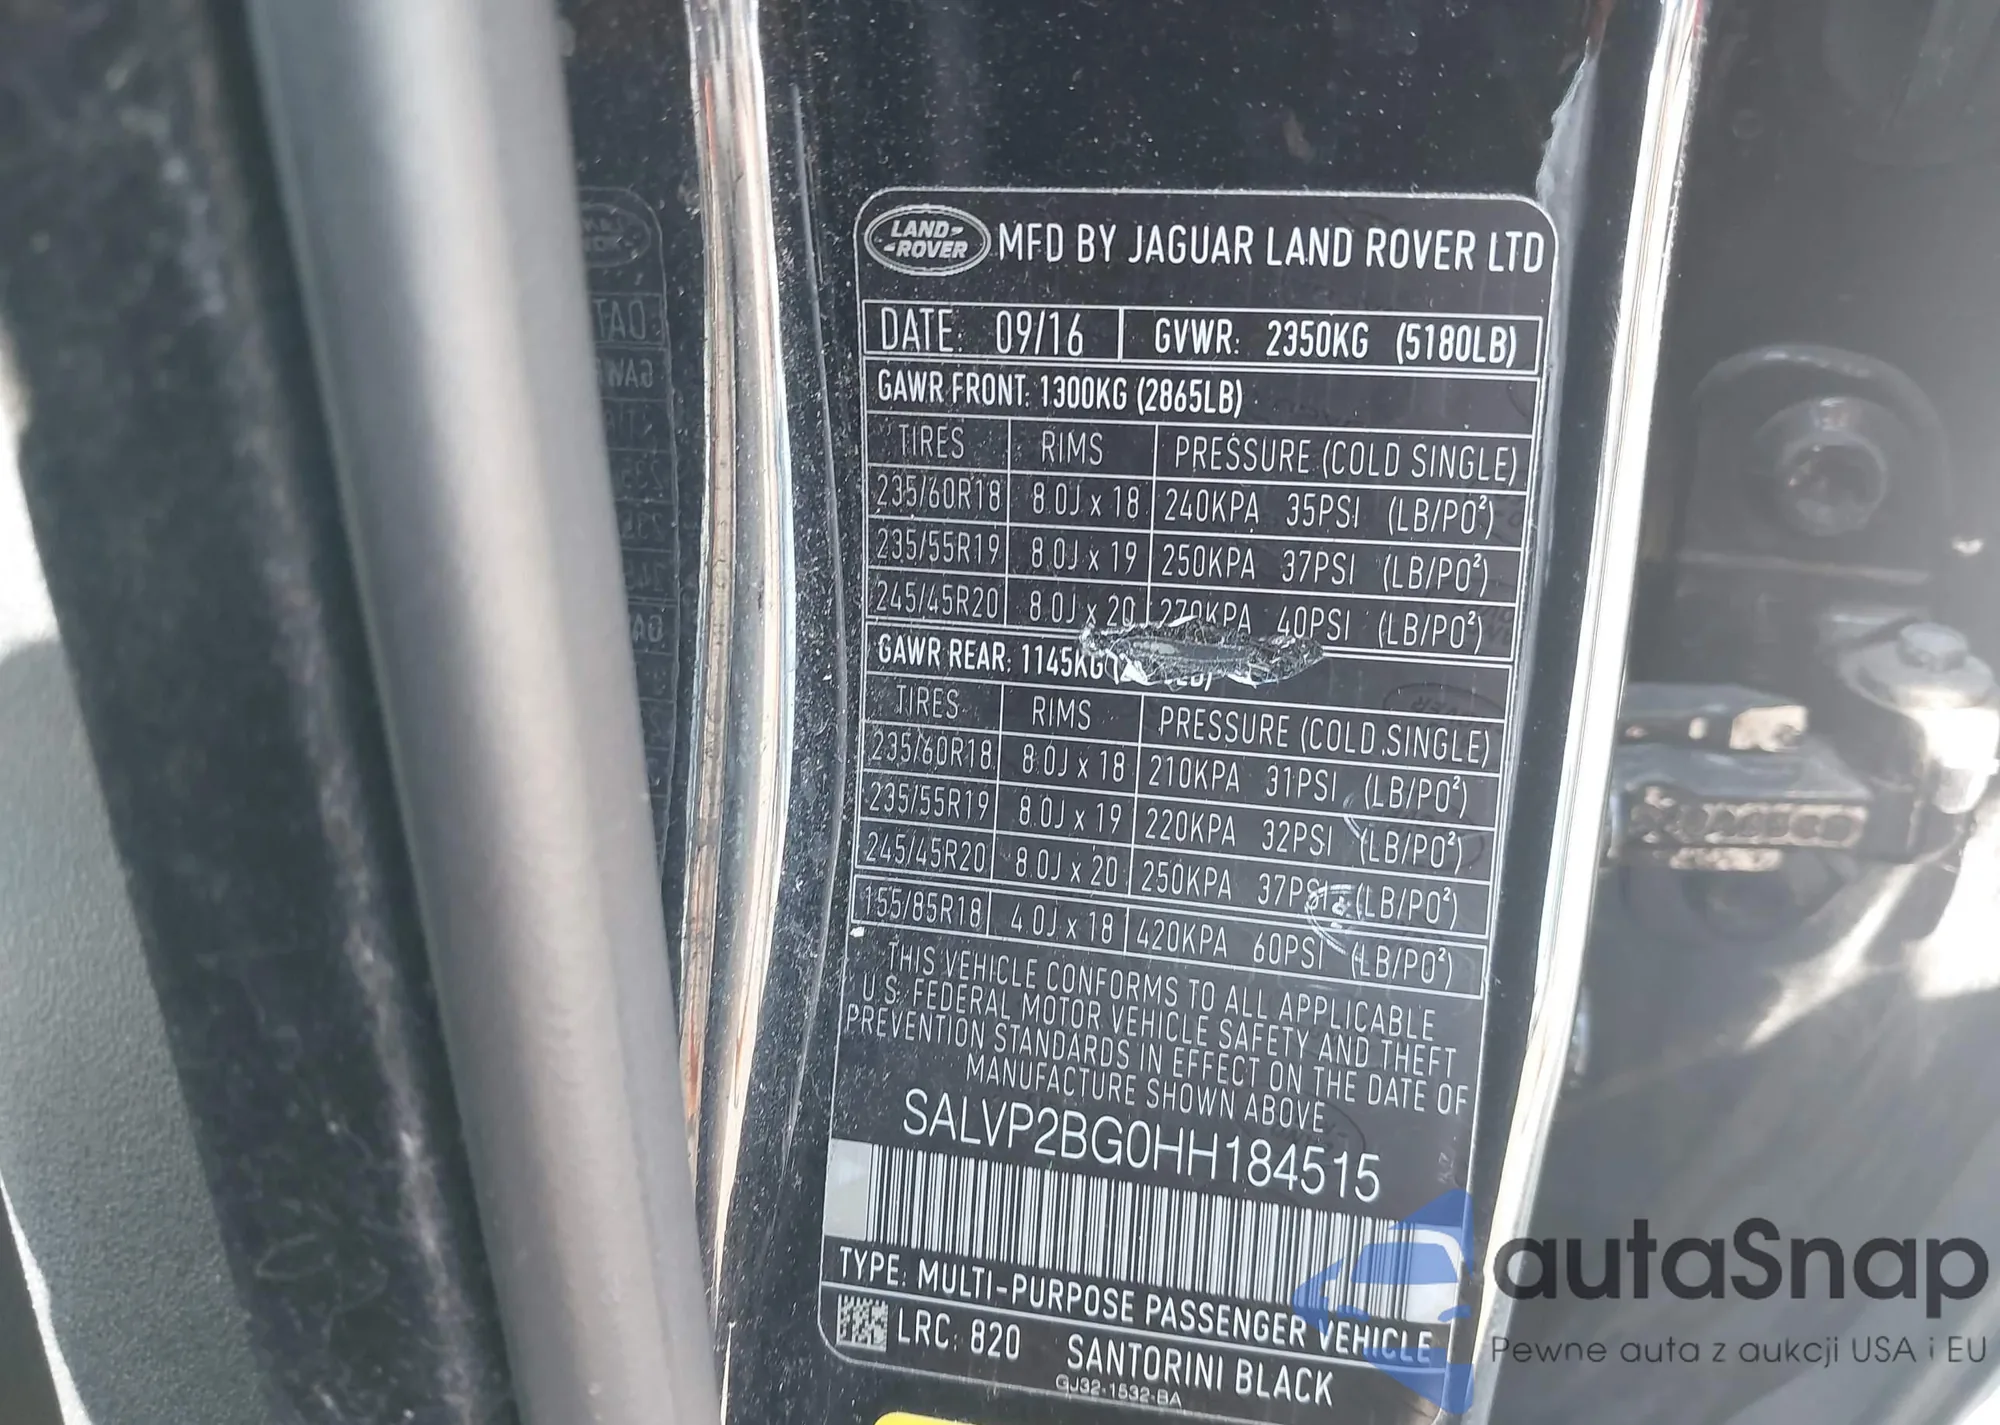 LAND-
-ROVER
MFD BY JAGUAR LAND ROVER LTD
DATE: 09/16 GVWR: 2350KG (5180LB)
GAWR FRONT: 1300KG (2865LB)
TIRES RIMS PRESSURE (COLD SINGLE)
235/60R18 8.0J x 18 240KPA 35PSI (LB/PO²)
235/55R19 8.0J x 19 250KPA 37PSI (LB/PO²)
245/45R20 8.0J x 20 270KPA 40PSI (LB/PO²)
GAWR REAR: 1145KG
TIRES RIMS PRESSURE (COLD SINGLE)
235/60R18 8.0J x 18 210KPA 31PSI (LB/PO²)
235/55R19 8.0J x 19 220KPA 32PSI (LB/PO²)
245/45R20 8.0J x 20 250KPA 37PSI (LB/PO²)
155/85R18 4.0J x 18 420KPA 60PSI (LB/PO²)
THIS VEHICLE CONFORMS TO ALL APPLICABLE
U.S. FEDERAL MOTOR VEHICLE SAFETY AND THEFT
PREVENTION STANDARDS IN EFFECT ON THE DATE OF
MANUFACTURE SHOWN ABOVE
SALVP2BG0HH184515
TYPE: MULTI-PURPOSE PASSENGER VEHICLE
LRC: 820 SANTORINI BLACK
GJ32-1532-BA
autaSnap
Pewne auta z aukcji USA i EU